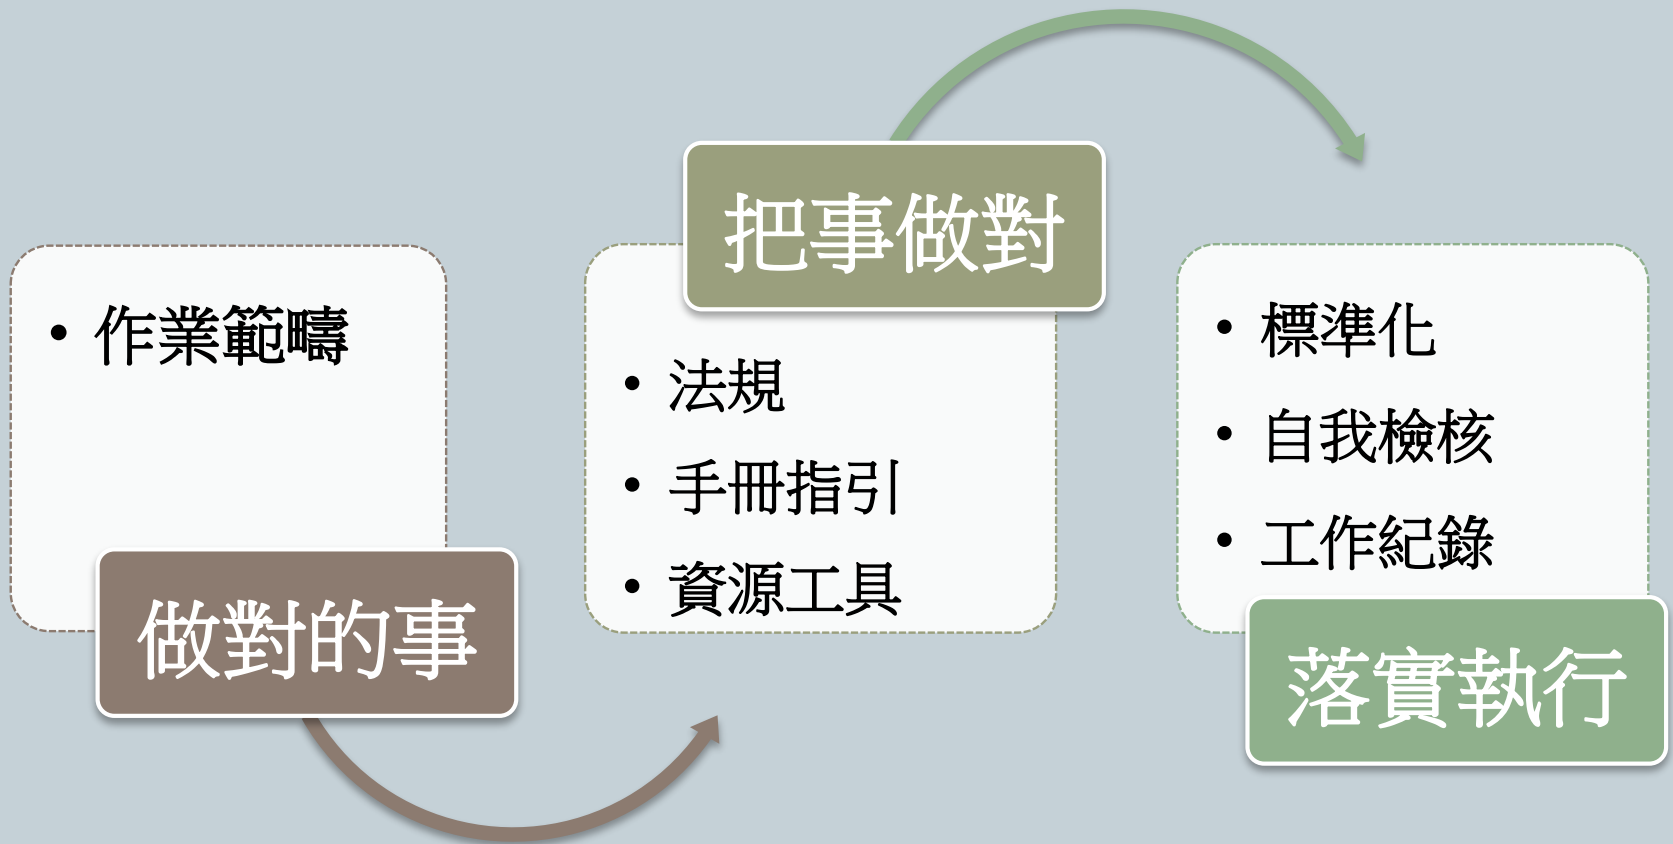 • 作業範疇
做對的事
把事做對
• 法規
• 手冊指引
• 資源工具
• 標準化
• 自我檢核
• 工作紀錄
落實執行